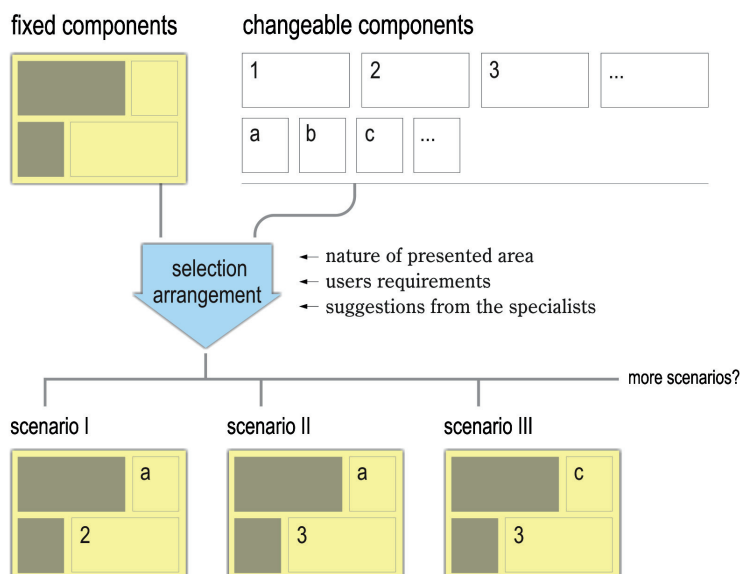 fixed components
changeable components
1
2
3
...
a
b
c
...
selection
arrangement
← nature of presented area
← users requirements
← suggestions from the specialists
more scenarios?
scenario I
scenario II
scenario III
a
2
a
3
c
3